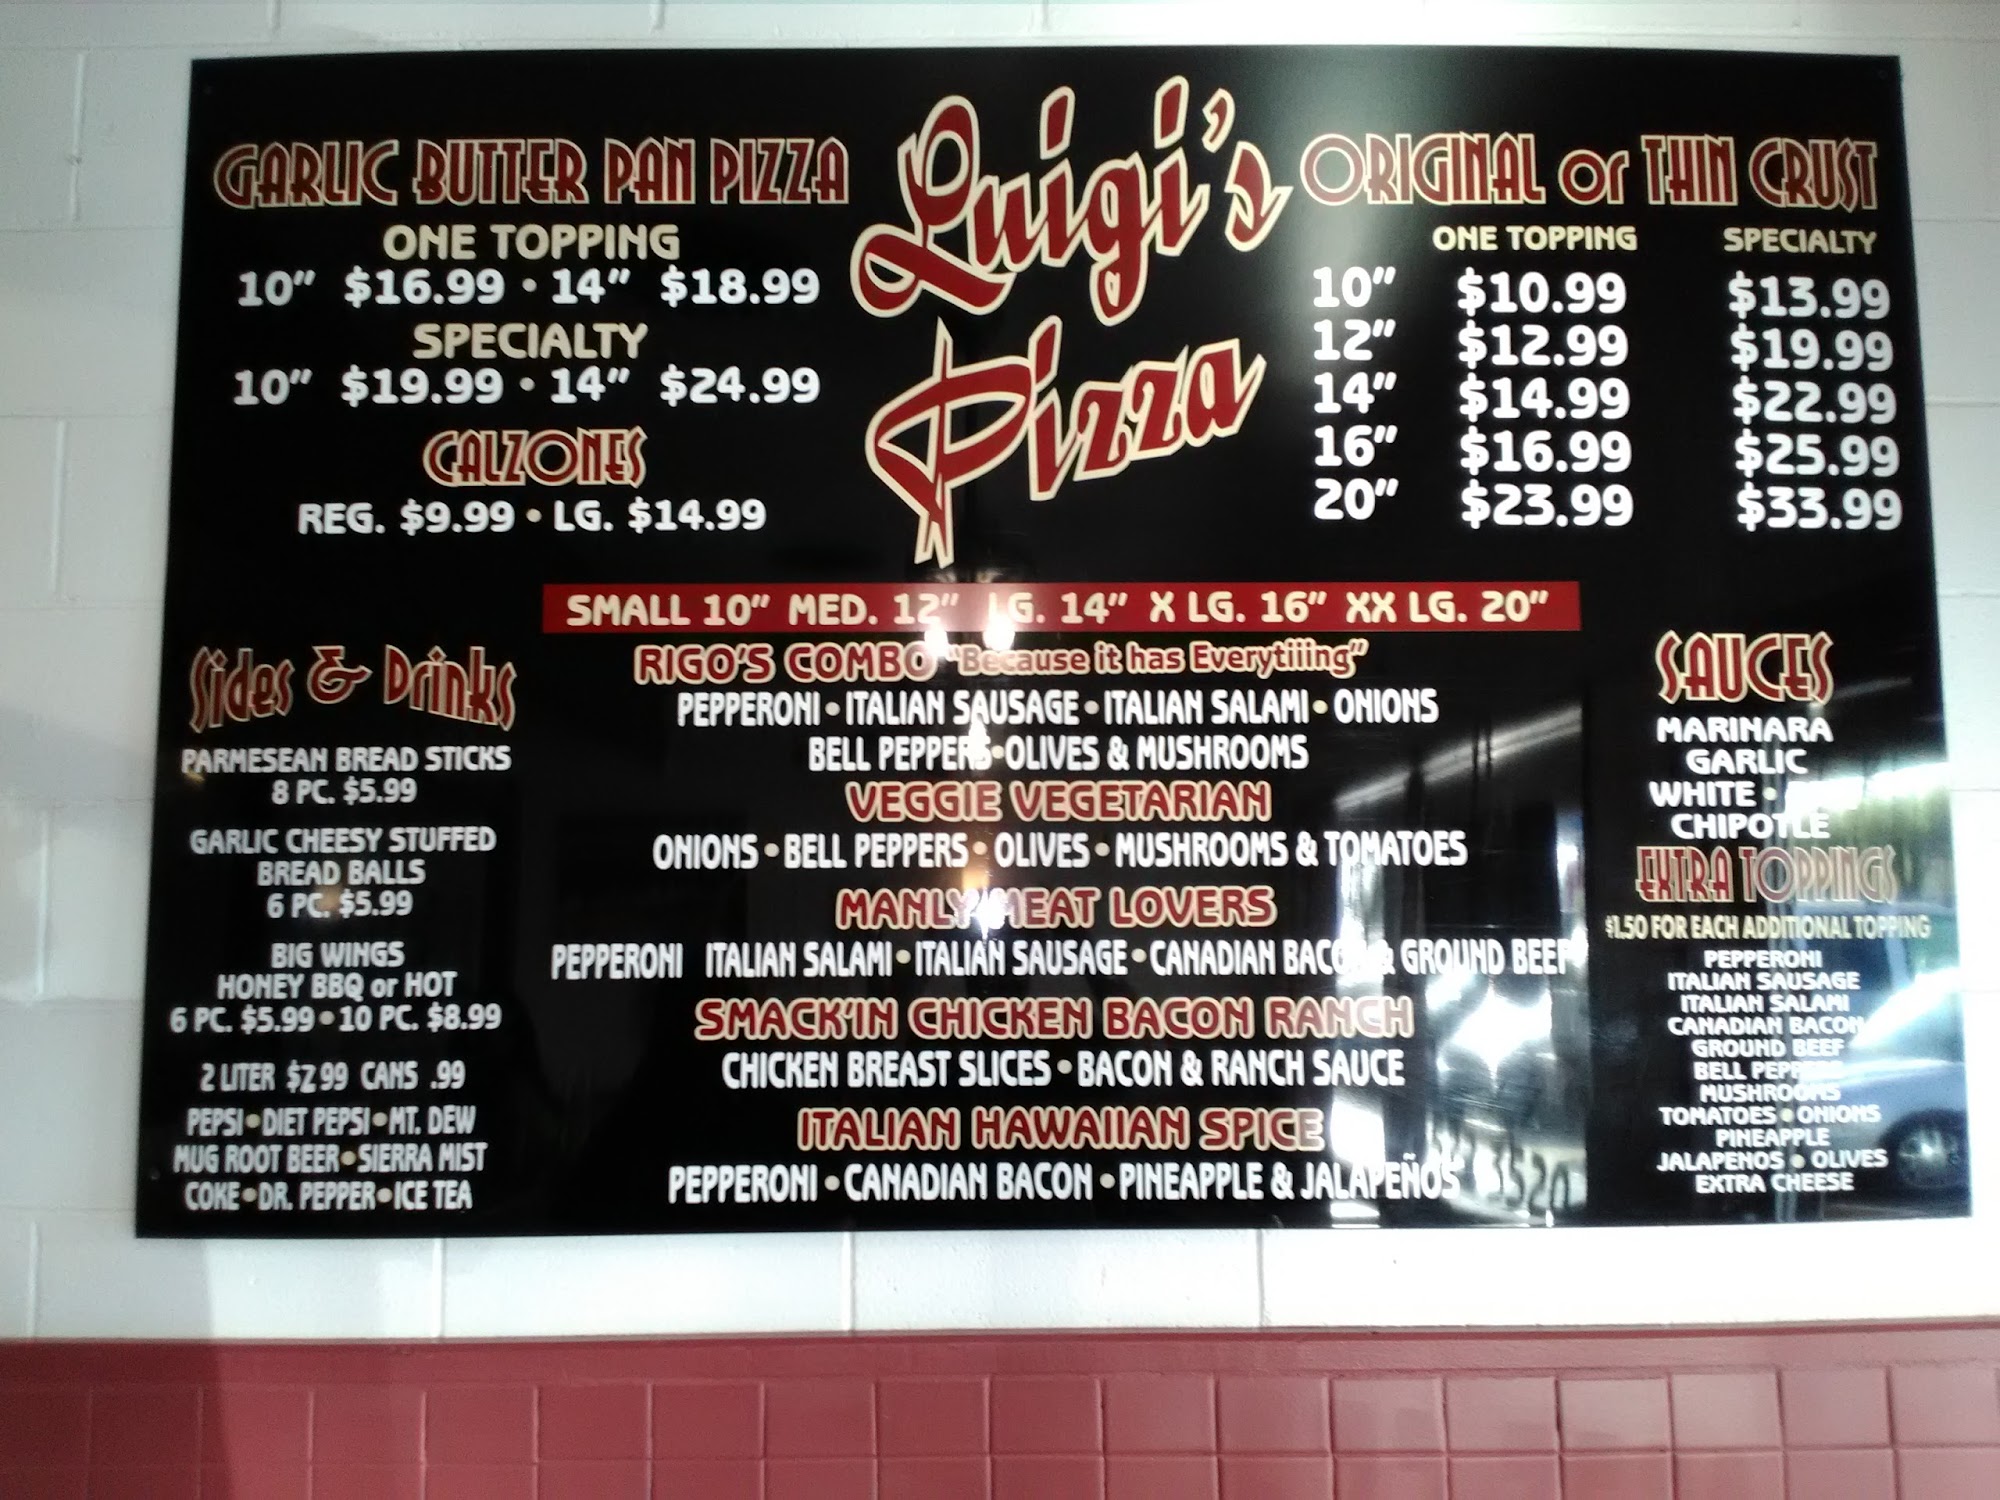 Luigi's
Pizza
GARLIC BUTTER PAN PIZZA
ONE TOPPING
10" $16.99 • 14" $18.99
SPECIALTY
10" $19.99 • 14" $24.99
CALZONES
REG. $9.99 • LG. $14.99
ORIGINAL or THIN CRUST
ONE TOPPING SPECIALTY
10" $10.99 $13.99
12" $12.99 $19.99
14" $14.99 $22.99
16" $16.99 $25.99
20" $23.99 $33.99
SMALL 10" MED. 12" LG. 14" X LG. 16" XX LG. 20"
Sides & Drinks
PARMESEAN BREAD STICKS
8 PC. $5.99
GARLIC CHEESY STUFFED
BREAD BALLS
6 PC. $5.99
BIG WINGS
HONEY BBQ or HOT
6 PC. $5.99 • 10 PC. $8.99
2 LITER $2.99 CANS .99
PEPSI • DIET PEPSI • MT. DEW
MUG ROOT BEER • SIERRA MIST
COKE • DR. PEPPER • ICE TEA
RIGO'S COMBO "Because it has Everytiiing"
PEPPERONI • ITALIAN SAUSAGE • ITALIAN SALAMI • ONIONS
BELL PEPPERS • OLIVES & MUSHROOMS
VEGGIE VEGETARIAN
ONIONS • BELL PEPPERS • OLIVES • MUSHROOMS & TOMATOES
MANLY MEAT LOVERS
PEPPERONI ITALIAN SALAMI • ITALIAN SAUSAGE • CANADIAN BACON & GROUND BEEF
SMACK'IN CHICKEN BACON RANCH
CHICKEN BREAST SLICES • BACON & RANCH SAUCE
ITALIAN HAWAIIAN SPICE
PEPPERONI • CANADIAN BACON • PINEAPPLE & JALAPEÑOS
SAUCES
MARINARA
GARLIC
WHITE •
CHIPOTLE
EXTRA TOPPINGS
$1.50 FOR EACH ADDITIONAL TOPPING
PEPPERONI
ITALIAN SAUSAGE
ITALIAN SALAMI
CANADIAN BACON
GROUND BEEF
BELL PEPPERS
MUSHROOMS
TOMATOES • ONIONS
PINEAPPLE
JALAPENOS • OLIVES
EXTRA CHEESE